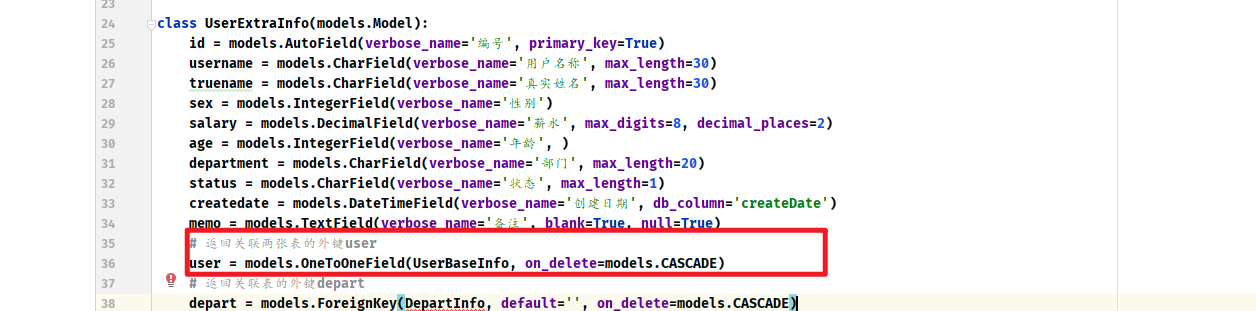 23
24 class UserExtraInfo(models.Model):
25 id = models.AutoField(verbose_name='编号', primary_key=True)
26 username = models.CharField(verbose_name='用户名称', max_length=30)
27 truename = models.CharField(verbose_name='真实姓名', max_length=30)
28 sex = models.IntegerField(verbose_name='性别')
29 salary = models.DecimalField(verbose_name='薪水', max_digits=8, decimal_places=2)
30 age = models.IntegerField(verbose_name='年龄', )
31 department = models.CharField(verbose_name='部门', max_length=20)
32 status = models.CharField(verbose_name='状态', max_length=1)
33 createdate = models.DateTimeField(verbose_name='创建日期', db_column='createDate')
34 memo = models.TextField(verbose_name='备注', blank=True, null=True)
35 # 返回关联两张表的外键user
36 user = models.OneToOneField(UserBaseInfo, on_delete=models.CASCADE)
37 # 返回关联表的外键depart
38 depart = models.ForeignKey(DepartInfo, default='', on_delete=models.CASCADE)